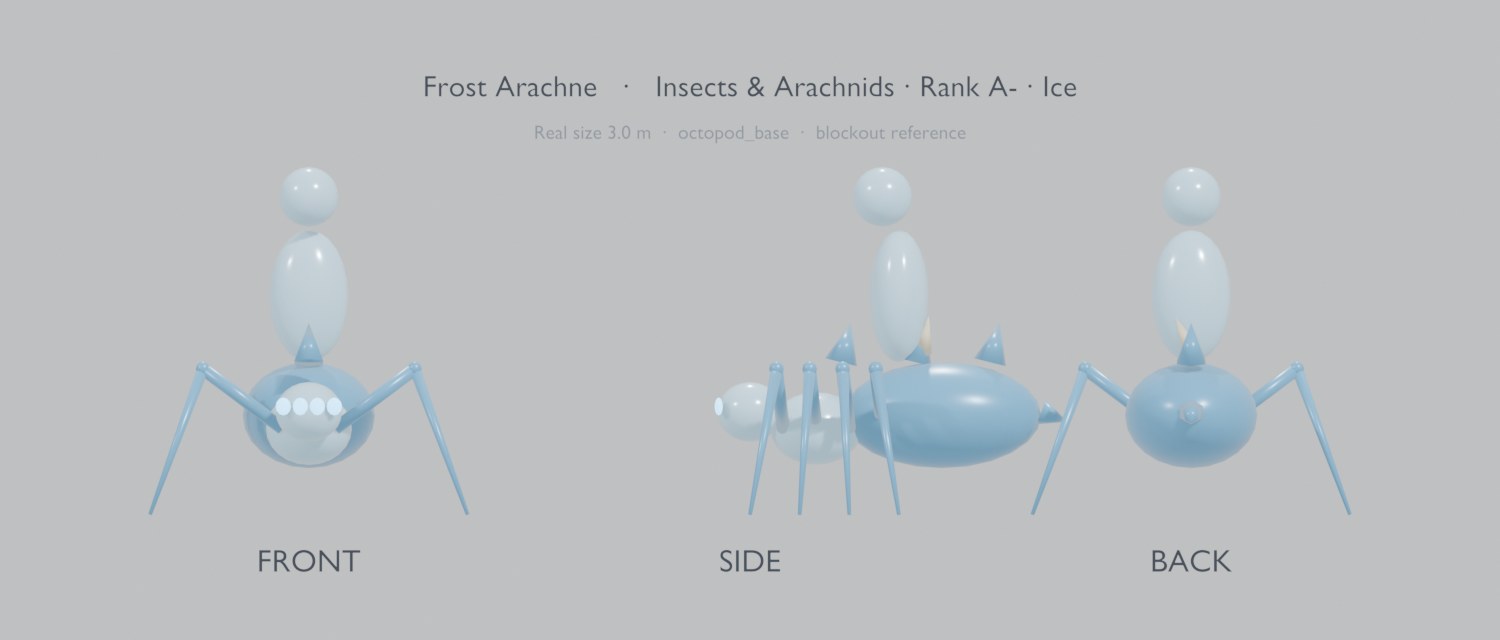 Frost Arachne · Insects & Arachnids · Rank A- · Ice
Real size 3.0 m · octopod_base · blockout reference
FRONT
SIDE
BACK